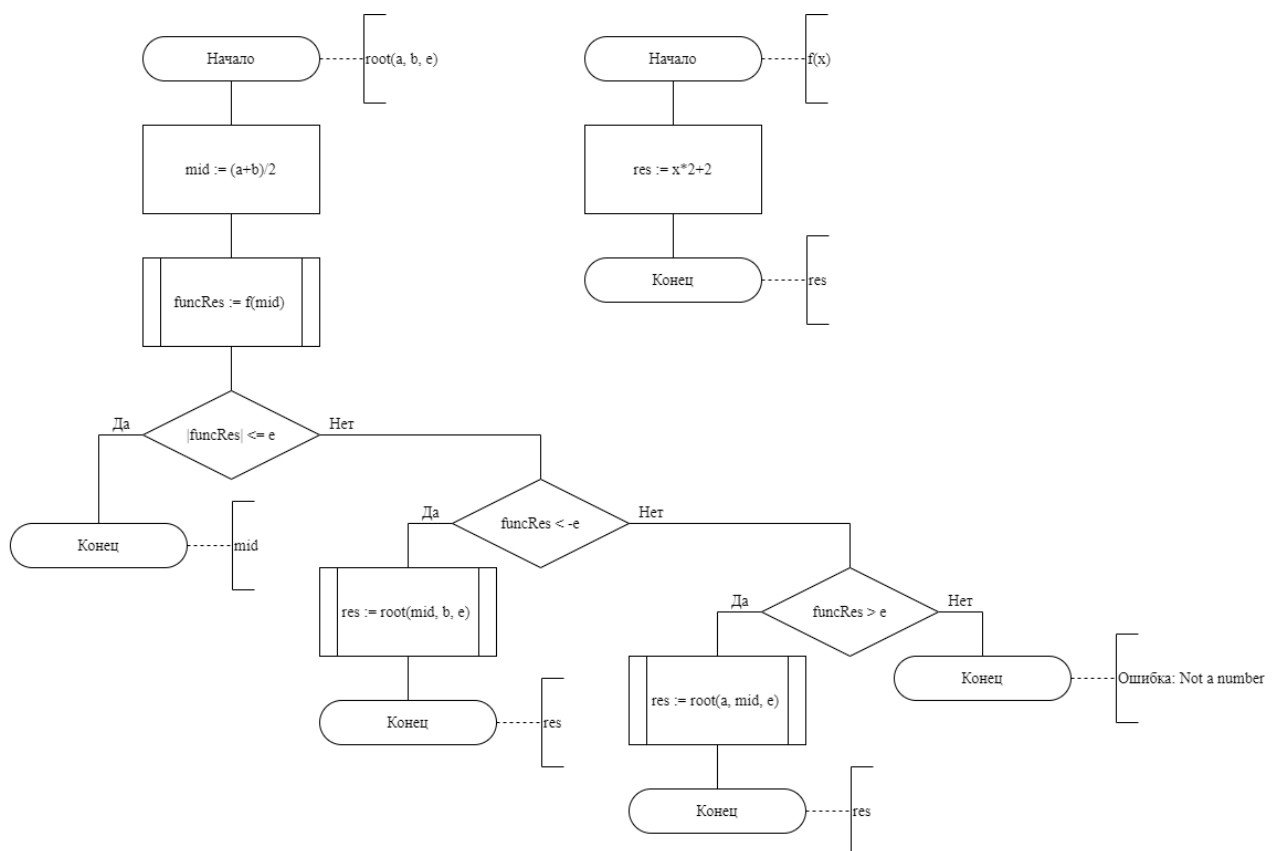 Начало
root(a, b, e)
mid := (a+b)/2
funcRes := f(mid)
|funcRes| <= e
Да
Нет
Конец
mid
funcRes < -e
Да
Нет
res := root(mid, b, e)
Конец
res
funcRes > e
Да
Нет
res := root(a, mid, e)
Конец
res
Конец
Ошибка: Not a number
Начало
f(x)
res := x*2+2
Конец
res